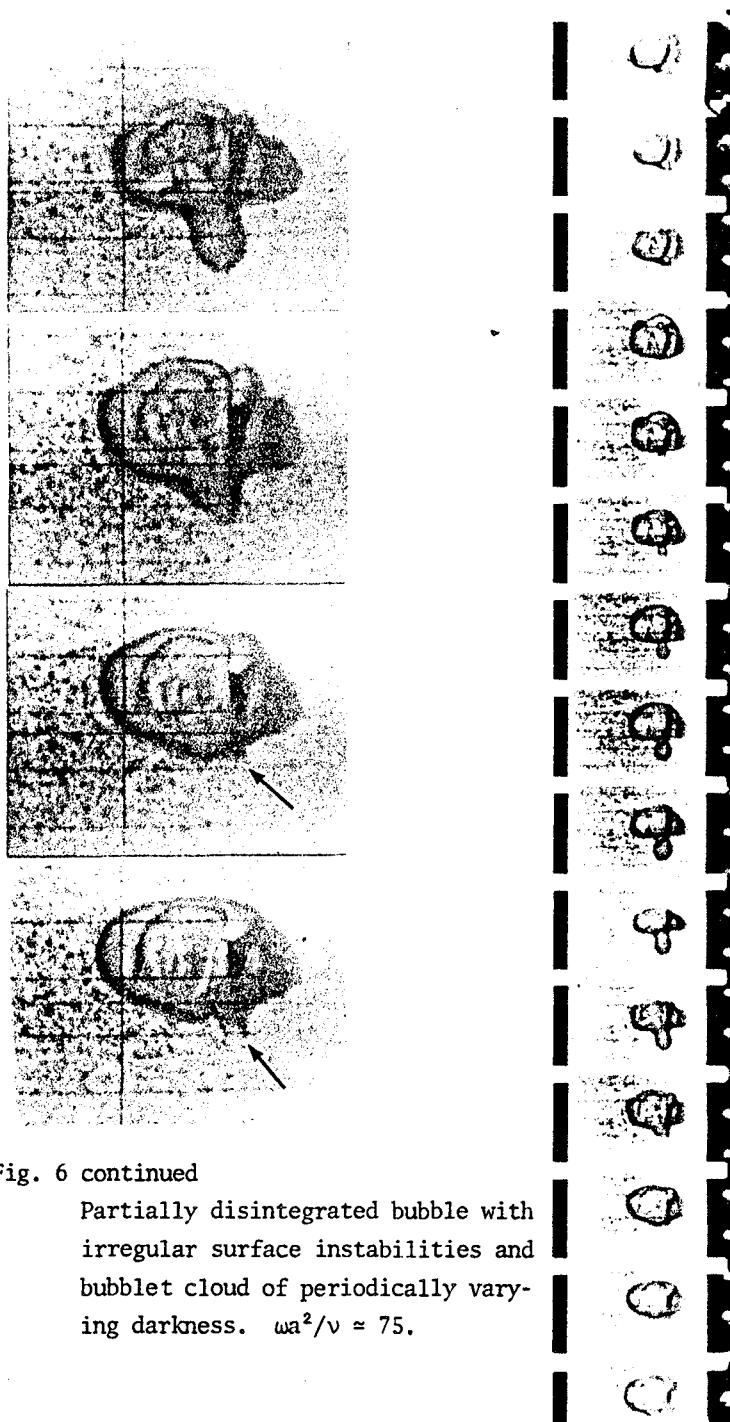 ig. 6 continued
Partially disintegrated bubble with
irregular surface instabilities and
bubblet cloud of periodically vary-
ing darkness. ωa²/ν ≃ 75.